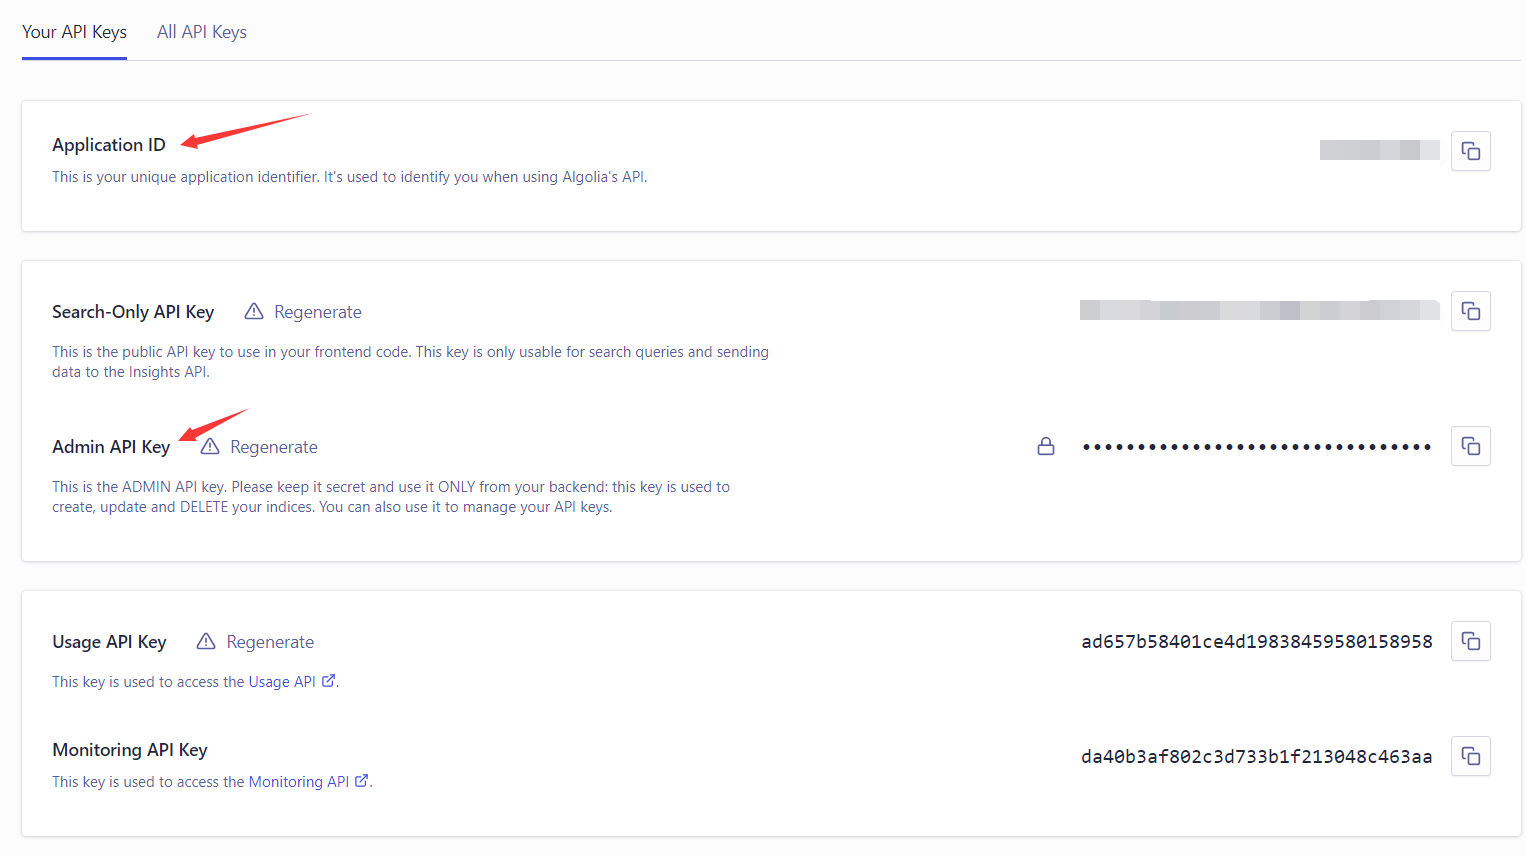 Your API Keys All API Keys
Application ID
This is your unique application identifier. It's used to identify you when using Algolia's API.
Search-Only API Key Regenerate
This is the public API key to use in your frontend code. This key is only usable for search queries and sending
data to the Insights API.
Admin API Key Regenerate ••••••••••••••••••••••••••••••••
This is the ADMIN API key. Please keep it secret and use it ONLY from your backend: this key is used to
create, update and DELETE your indices. You can also use it to manage your API keys.
Usage API Key Regenerate ad657b58401ce4d19838459580158958
This key is used to access the Usage API.
Monitoring API Key da40b3af802c3d733b1f213048c463aa
This key is used to access the Monitoring API.